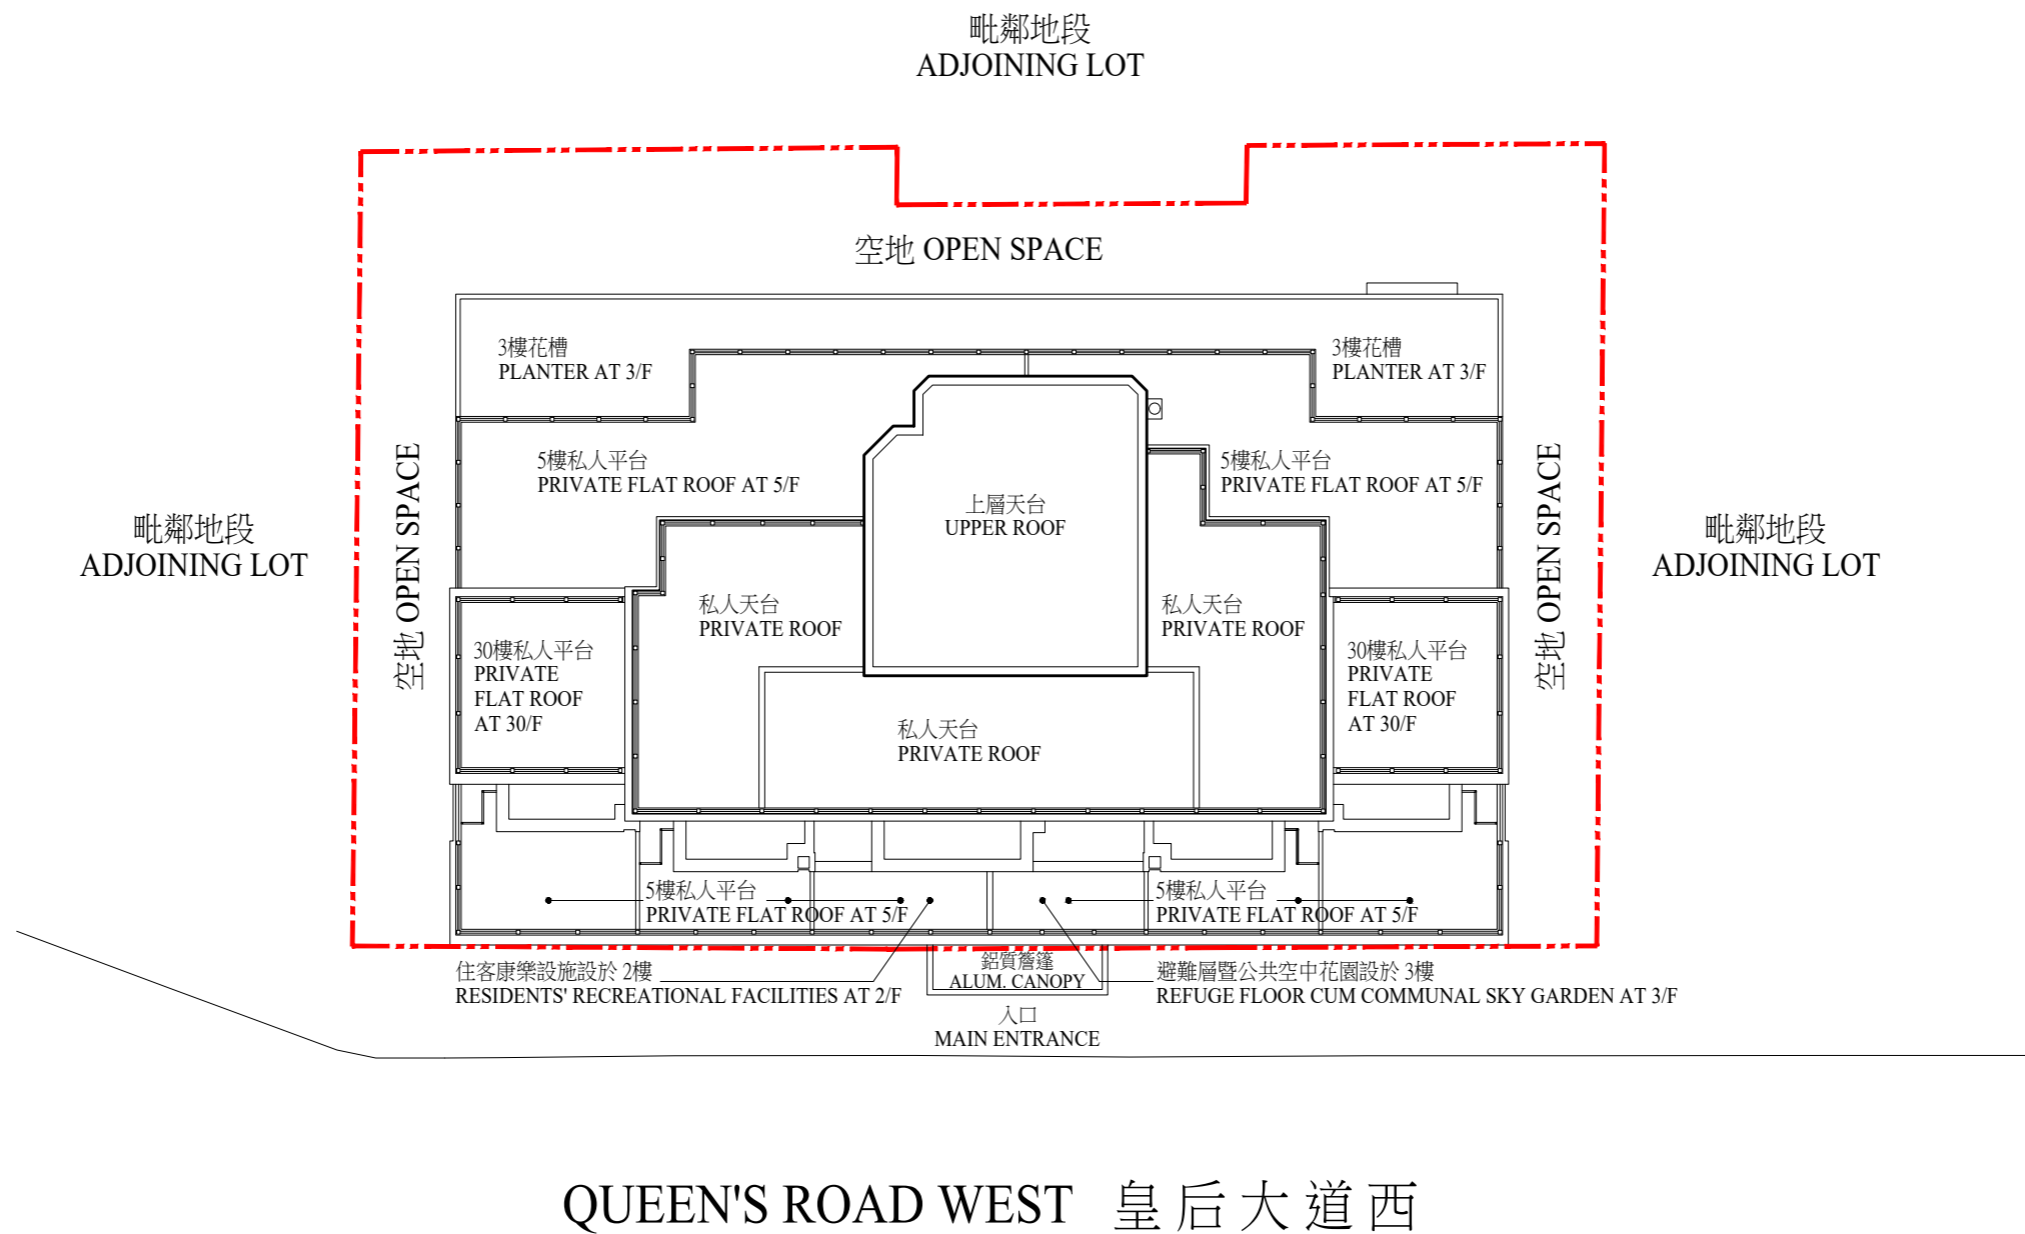 毗鄰地段
ADJOINING LOT
空地 OPEN SPACE
3樓花槽
PLANTER AT 3/F
3樓花槽
PLANTER AT 3/F
5樓私人平台
PRIVATE FLAT ROOF AT 5/F
5樓私人平台
PRIVATE FLAT ROOF AT 5/F
空地 OPEN SPACE
空地 OPEN SPACE
上層天台
UPPER ROOF
毗鄰地段
ADJOINING LOT
毗鄰地段
ADJOINING LOT
私人天台
PRIVATE ROOF
私人天台
PRIVATE ROOF
30樓私人平台
PRIVATE
FLAT ROOF
AT 30/F
30樓私人平台
PRIVATE
FLAT ROOF
AT 30/F
私人天台
PRIVATE ROOF
5樓私人平台
PRIVATE FLAT ROOF AT 5/F
5樓私人平台
PRIVATE FLAT ROOF AT 5/F
住客康樂設施設於 2樓
RESIDENTS' RECREATIONAL FACILITIES AT 2/F
鋁質簷篷
ALUM. CANOPY
避難層暨公共空中花園設於 3樓
REFUGE FLOOR CUM COMMUNAL SKY GARDEN AT 3/F
入口
MAIN ENTRANCE
QUEEN'S ROAD WEST 皇后大道西